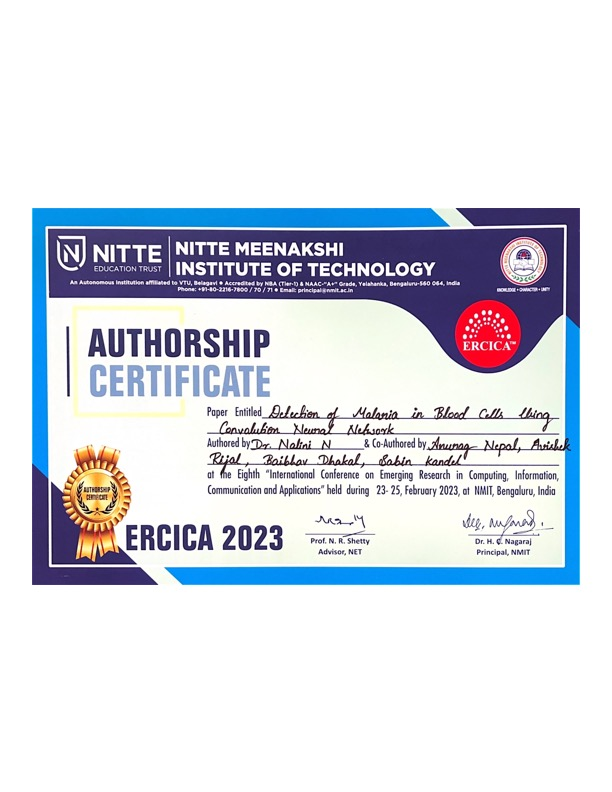 NITTE
EDUCATION TRUST
NITTE MEENAKSHI
INSTITUTE OF TECHNOLOGY
An Autonomous Institution affiliated to VTU, Belagavi ● Accredited by NBA (Tier-1) & NAAC-"A+" Grade, Yelahanka, Bengaluru-560 064, India
Phone: +91-80-2216-7800 / 70 / 71 ● Email: principal@nmit.ac.in
KNOWLEDGE • CHARACTER • UNITY
ERCICA™
AUTHORSHIP
CERTIFICATE
Paper Entitled Detection of Malaria in Blood Cells Using
Convolution Neural Network
Authored by Dr. Nalini N & Co-Authored by Anurag Nepal, Avishek
Rijal, Baibhav Dhakal, Sabin Kandel
at the Eighth "International Conference on Emerging Research in Computing, Information,
Communication and Applications" held during 23- 25, February 2023, at NMIT, Bengaluru, India
AUTHORSHIP
CERTIFICATE
ERCICA 2023
Prof. N. R. Shetty
Advisor, NET
Dr. H. C. Nagaraj
Principal, NMIT